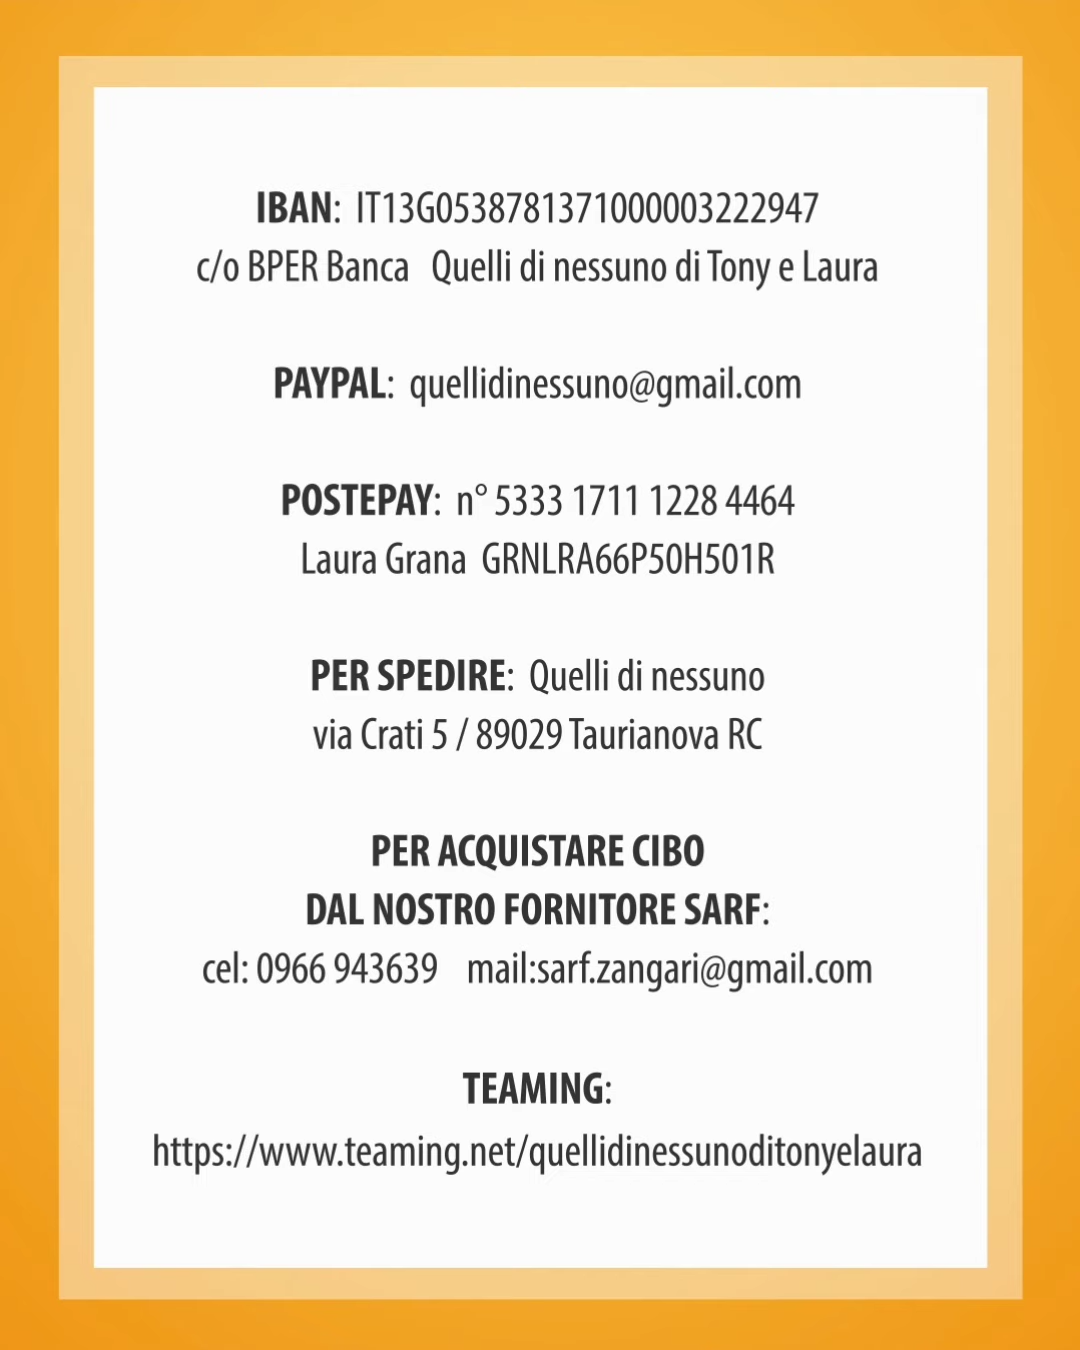 IBAN: IT13G0538781371000003222947
c/o BPER Banca Quelli di nessuno di Tony e Laura
PAYPAL: quellidinessuno@gmail.com
POSTEPAY: n° 5333 1711 1228 4464
Laura Grana GRNLRA66P50H501R
PER SPEDIRE: Quelli di nessuno
via Crati 5 / 89029 Taurianova RC
PER ACQUISTARE CIBO
DAL NOSTRO FORNITORE SARF:
cel: 0966 943639 mail:sarf.zangari@gmail.com
TEAMING:
https://www.teaming.net/quellidinessunoditonyelaura